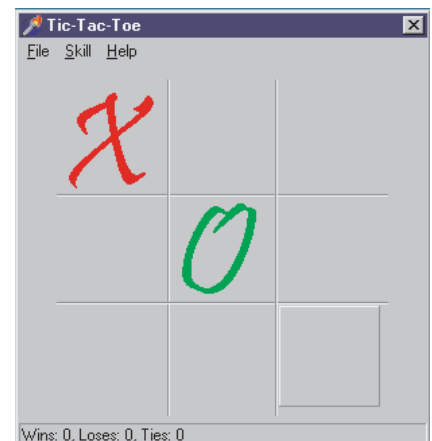 Tic-Tac-Toe
File Skill Help
X
O
Wins: 0, Loses: 0, Ties: 0